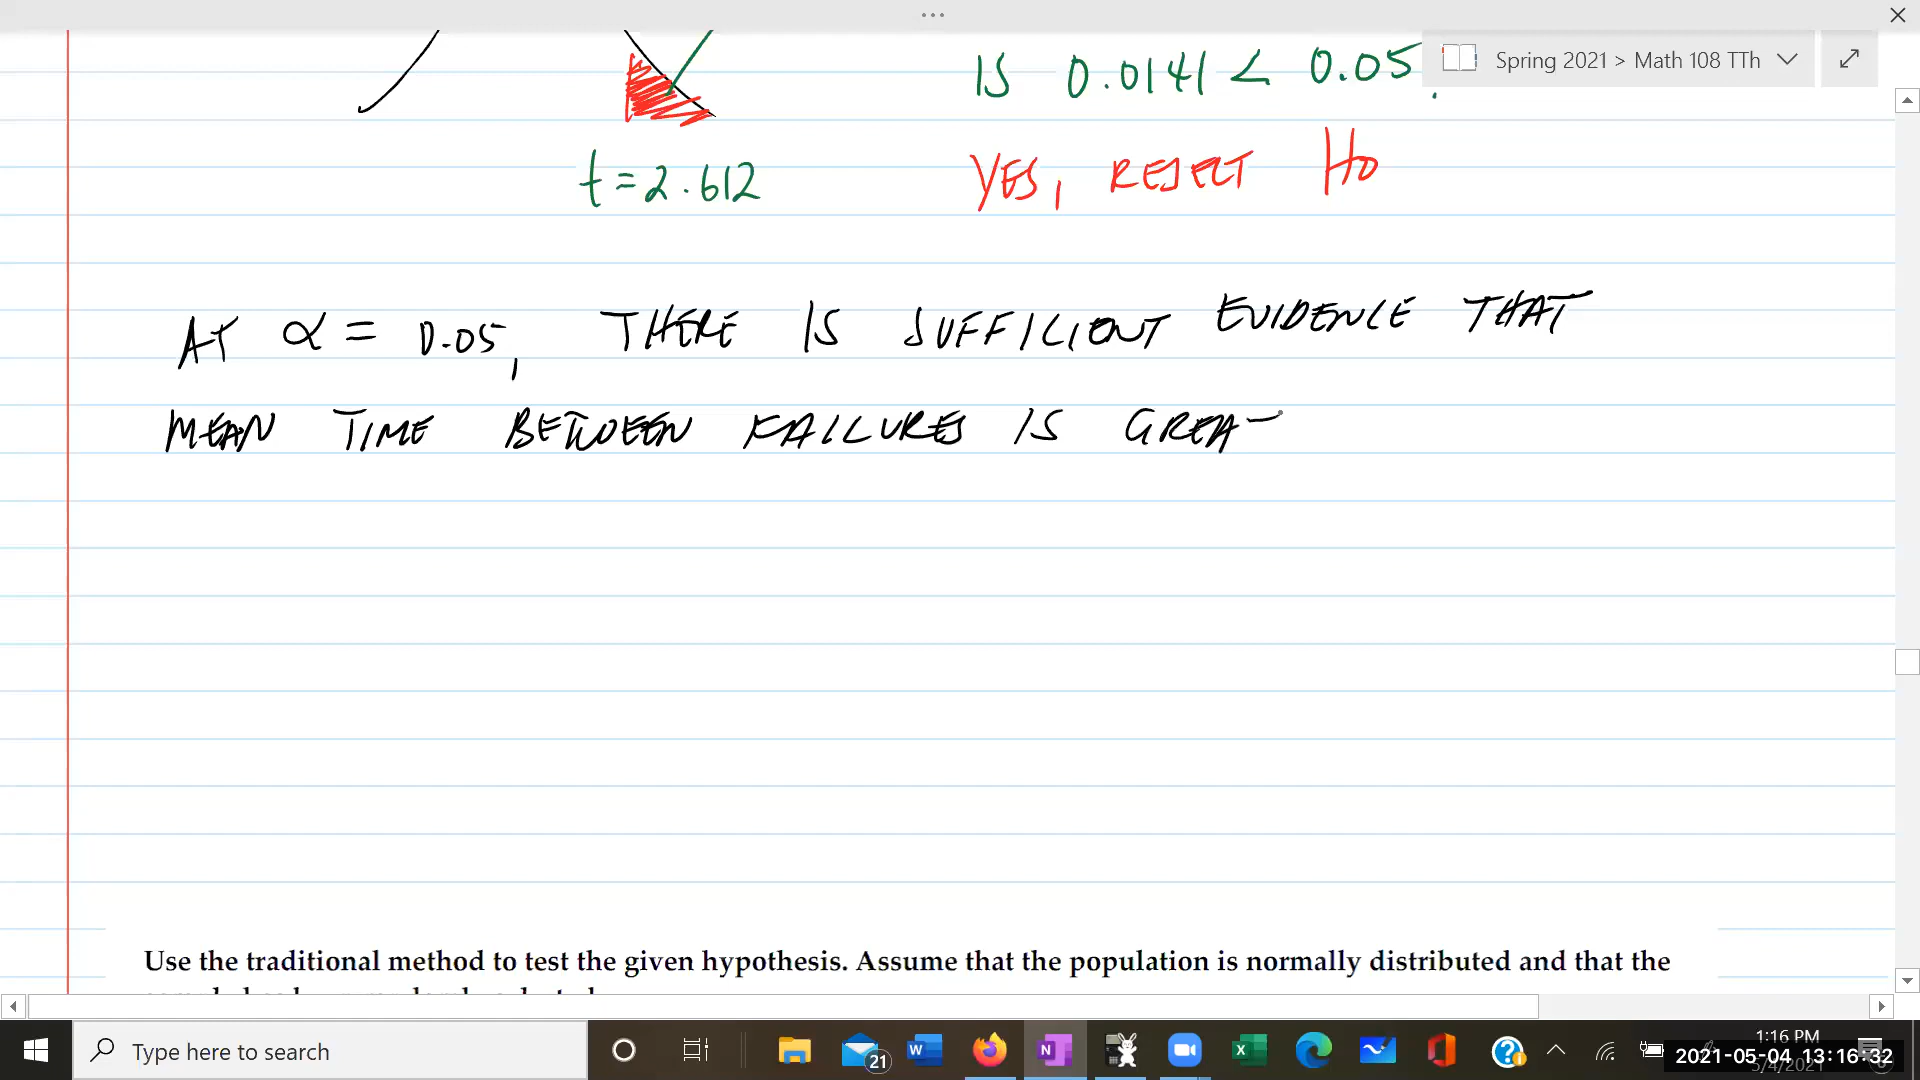 Spring 2021 > Math 108 TTh
IS 0.0141 < 0.05
t = 2.612
YES, REJECT H0
AT α = 0.05, THERE IS SUFFICIENT EVIDENCE THAT
MEAN TIME BETWEEN FAILURES IS GREA
Use the traditional method to test the given hypothesis. Assume that the population is normally distributed and that the
Type here to search
21
1:16 PM
2021-05-04 13:16:32